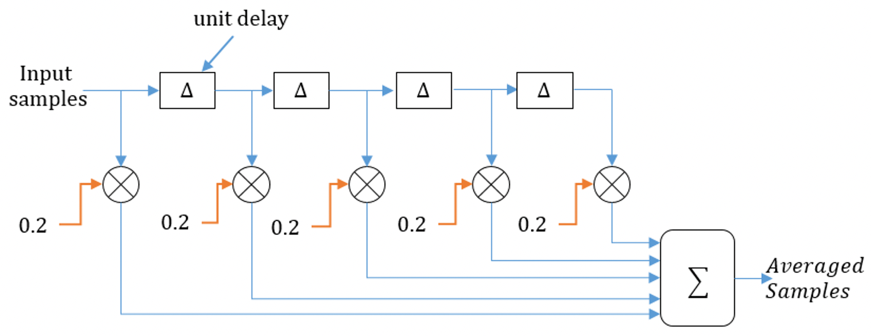 unit delay
Input
samples
Δ Δ Δ Δ
0.2 0.2 0.2 0.2 0.2
∑
Averaged
Samples